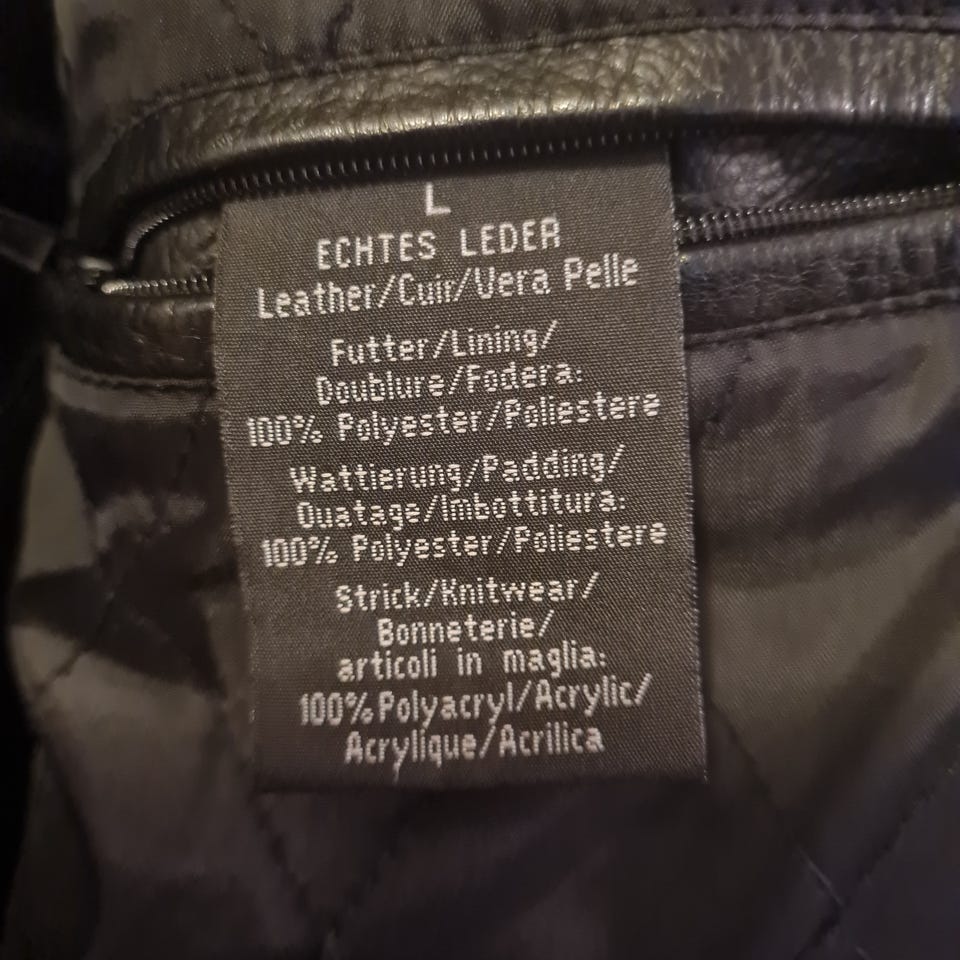 L
ECHTES LEDER
Leather/Cuir/Vera Pelle
Futter/Lining/
Doublure/Fodera:
100% Polyester/Poliestere
Wattierung/Padding/
Ouatage/Imbottitura:
100% Polyester/Poliestere
Strick/Knitwear/
Bonneterie/
articoli in maglia:
100%Polyacryl/Acrylic/
Acrylique/Acrilica